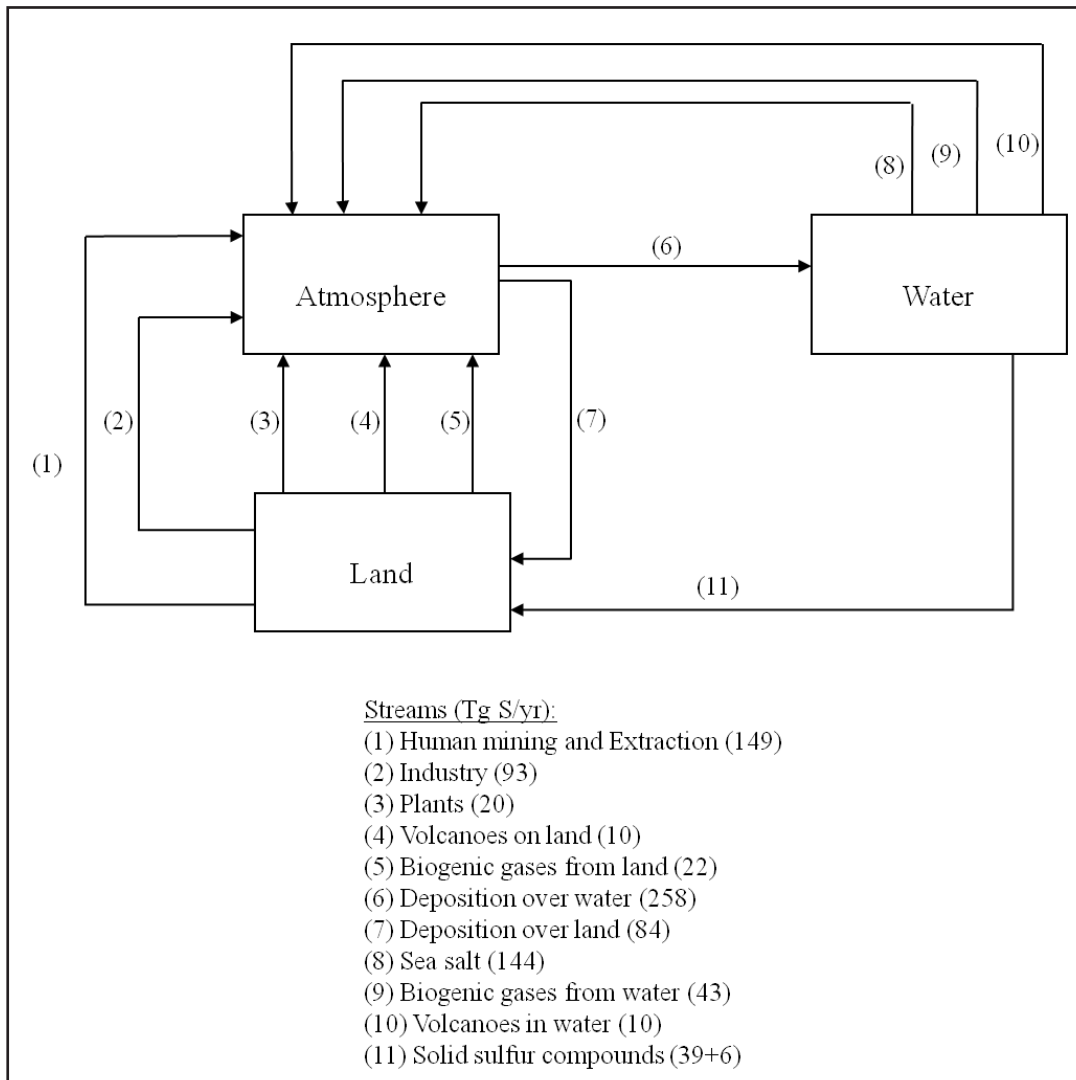 (10)
(9)
(8)
(6)
Atmosphere
Water
(2)
(3)
(4)
(5)
(7)
(1)
Land
(11)
Streams (Tg S/yr):
(1) Human mining and Extraction (149)
(2) Industry (93)
(3) Plants (20)
(4) Volcanoes on land (10)
(5) Biogenic gases from land (22)
(6) Deposition over water (258)
(7) Deposition over land (84)
(8) Sea salt (144)
(9) Biogenic gases from water (43)
(10) Volcanoes in water (10)
(11) Solid sulfur compounds (39+6)